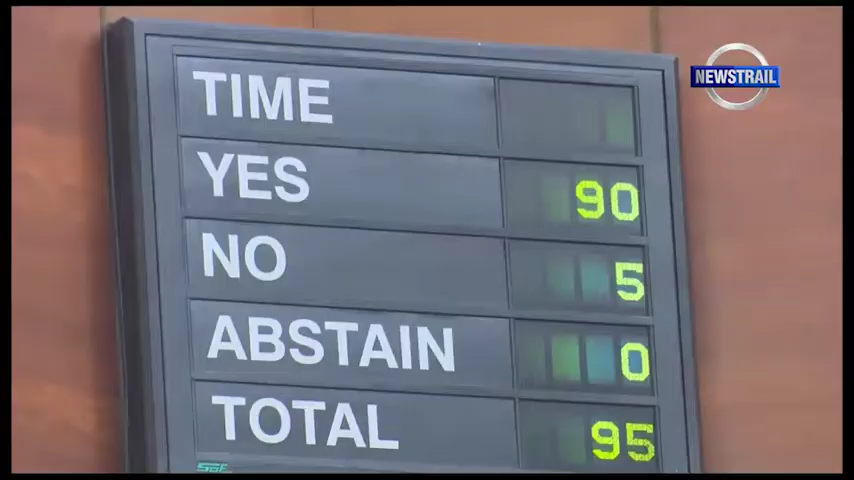 NEWSTRAIL
TIME
YES 90
NO 5
ABSTAIN 0
TOTAL 95